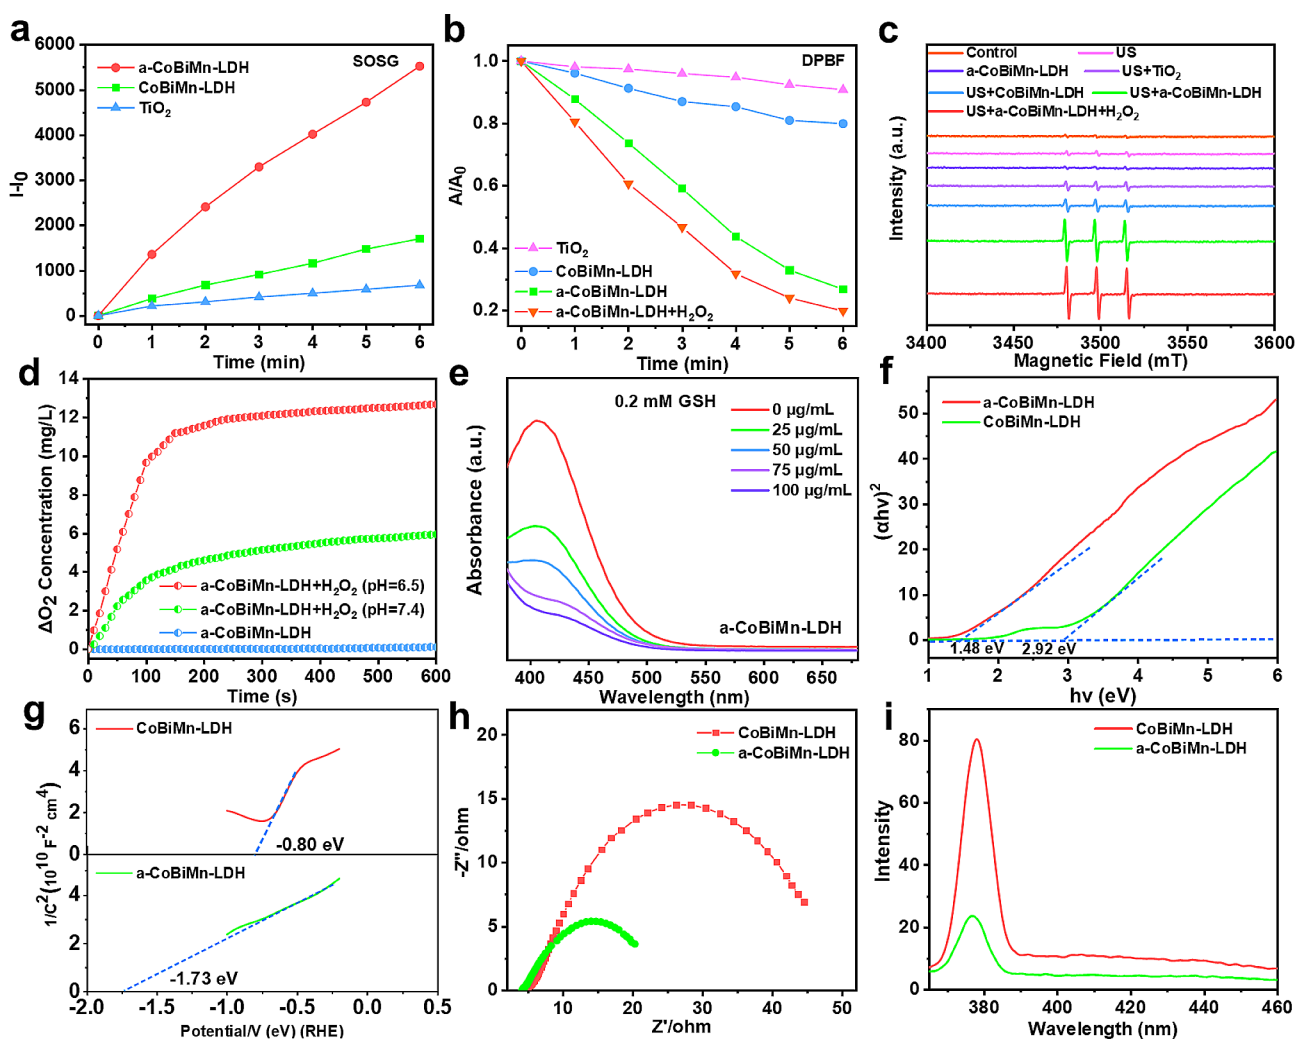 a
6000
5000
4000
3000
2000
1000
0
I-I0
a-CoBiMn-LDH
CoBiMn-LDH
TiO2
SOSG
0 1 2 3 4 5 6
Time (min)
b
1.0
0.8
0.6
0.4
0.2
A/A0
DPBF
TiO2
CoBiMn-LDH
a-CoBiMn-LDH
a-CoBiMn-LDH+H2O2
0 1 2 3 4 5 6
Time (min)
c
Control US
a-CoBiMn-LDH US+TiO2
US+CoBiMn-LDH US+a-CoBiMn-LDH
US+a-CoBiMn-LDH+H2O2
Intensity (a.u.)
3400 3450 3500 3550 3600
Magnetic Field (mT)
d
14
12
10
8
6
4
2
0
ΔO2 Concentration (mg/L)
a-CoBiMn-LDH+H2O2 (pH=6.5)
a-CoBiMn-LDH+H2O2 (pH=7.4)
a-CoBiMn-LDH
0 100 200 300 400 500 600
Time (s)
e
0.2 mM GSH
0 µg/mL
25 µg/mL
50 µg/mL
75 µg/mL
100 µg/mL
Absorbance (a.u.)
a-CoBiMn-LDH
400 450 500 550 600 650
Wavelength (nm)
f
50
40
30
20
10
0
(αhv)2
a-CoBiMn-LDH
CoBiMn-LDH
1.48 eV 2.92 eV
1 2 3 4 5 6
hv (eV)
g
6
4
2
0
CoBiMn-LDH
-0.80 eV
4
2
0
a-CoBiMn-LDH
-1.73 eV
1/C2(1010 F-2 cm4)
-2.0 -1.5 -1.0 -0.5 0.0 0.5
Potential/V (eV) (RHE)
h
20
15
10
5
0
-Z''/ohm
CoBiMn-LDH
a-CoBiMn-LDH
10 20 30 40 50
Z'/ohm
i
80
60
40
20
0
Intensity
CoBiMn-LDH
a-CoBiMn-LDH
380 400 420 440 460
Wavelength (nm)